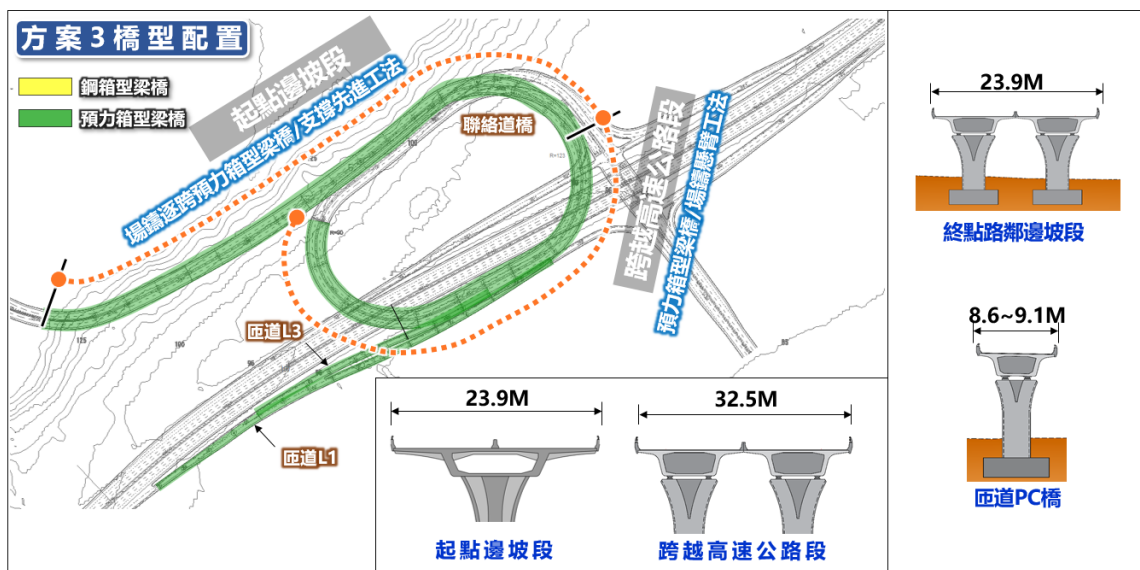 方案3橋型配置
鋼箱型梁橋
預力箱型梁橋
起點邊坡段
場鑄逐跨預力箱型梁橋/支撐先進工法
聯絡道橋
跨越高速公路段
預力箱型梁橋/場鑄懸臂工法
匝道L3
匝道L1
R=123
R=90
125
100
23.9M
起點邊坡段
32.5M
跨越高速公路段
23.9M
終點路鄰邊坡段
8.6~9.1M
匝道PC橋